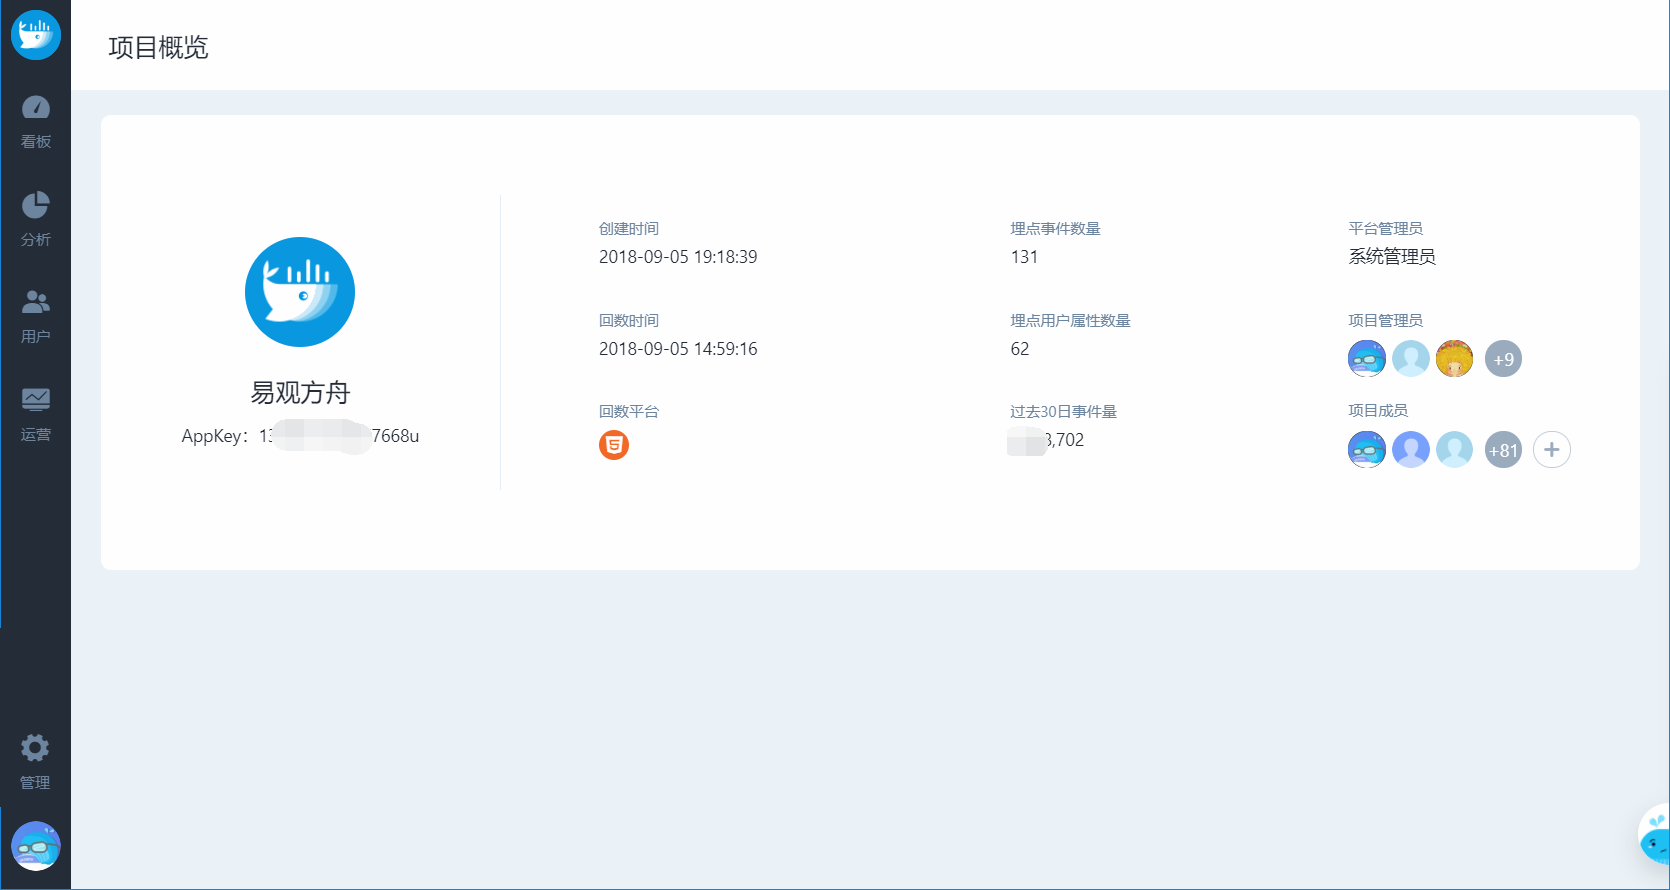 项目概览
看板
分析
用户
运营
管理
易观方舟
AppKey：13 7668u
创建时间
2018-09-05 19:18:39
回数时间
2018-09-05 14:59:16
回数平台
埋点事件数量
131
埋点用户属性数量
62
过去30日事件量
3,702
平台管理员
系统管理员
项目管理员
+9
项目成员
+81